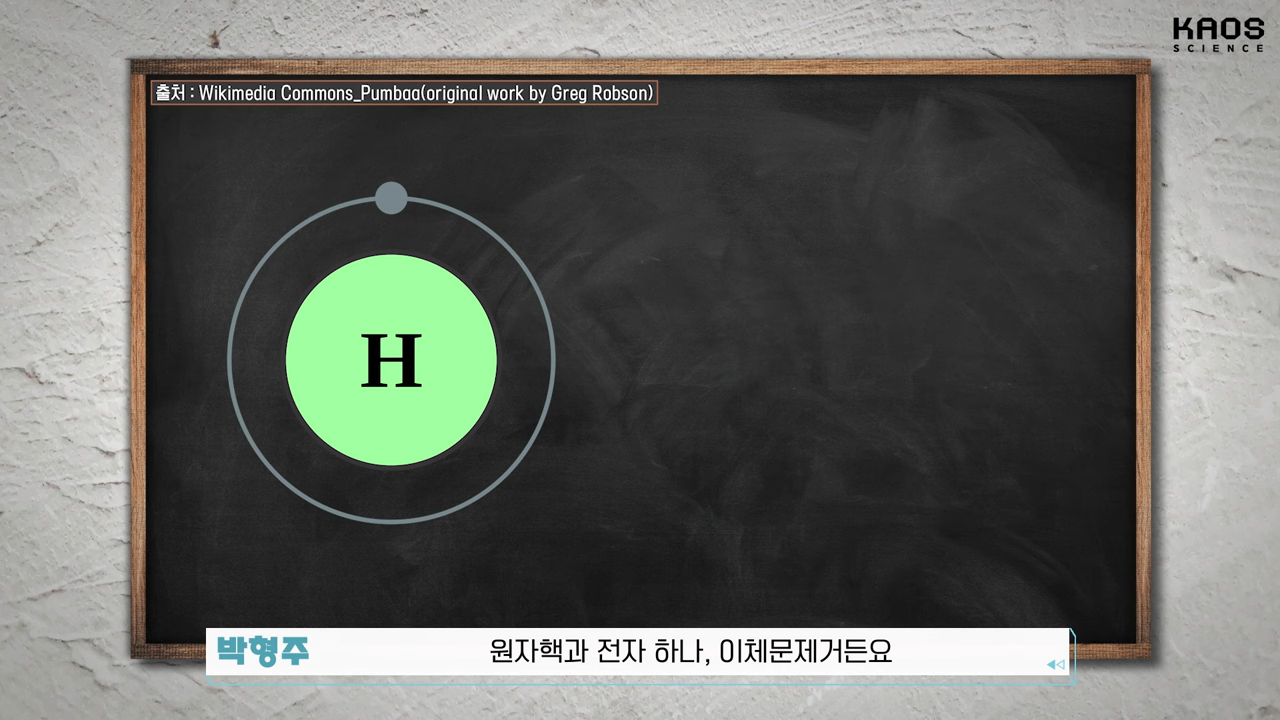 KAOS
SCIENCE
출처 : Wikimedia Commons_Pumbaa(original work by Greg Robson)
H
박형주 원자핵과 전자 하나, 이체문제거든요